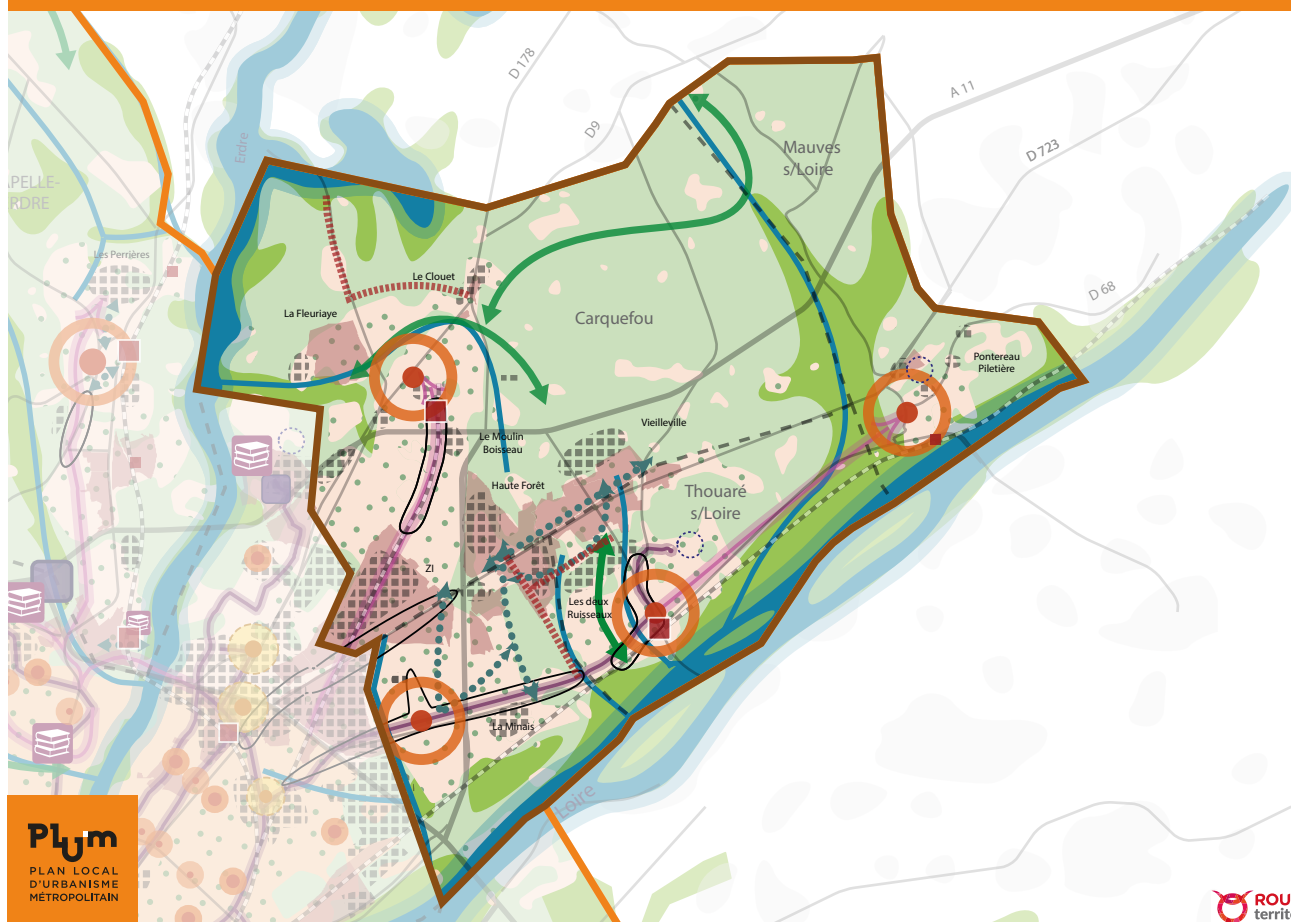 D 178
A 11
D9
Mauves
s/Loire
D 723
Erdre
APELLE-
RDRE
Les Perrières
Le Clouet
D 68
La Fleuriaye
Carquefou
Pontereau
Piletière
Le Moulin
Boisseau
Vieilleville
Haute Forêt
Thouaré
s/Loire
ZI
Les deux
Ruisseaux
La Minais
Loire
PLUm
PLAN LOCAL
D'URBANISME
MÉTROPOLITAIN
ROU
territ